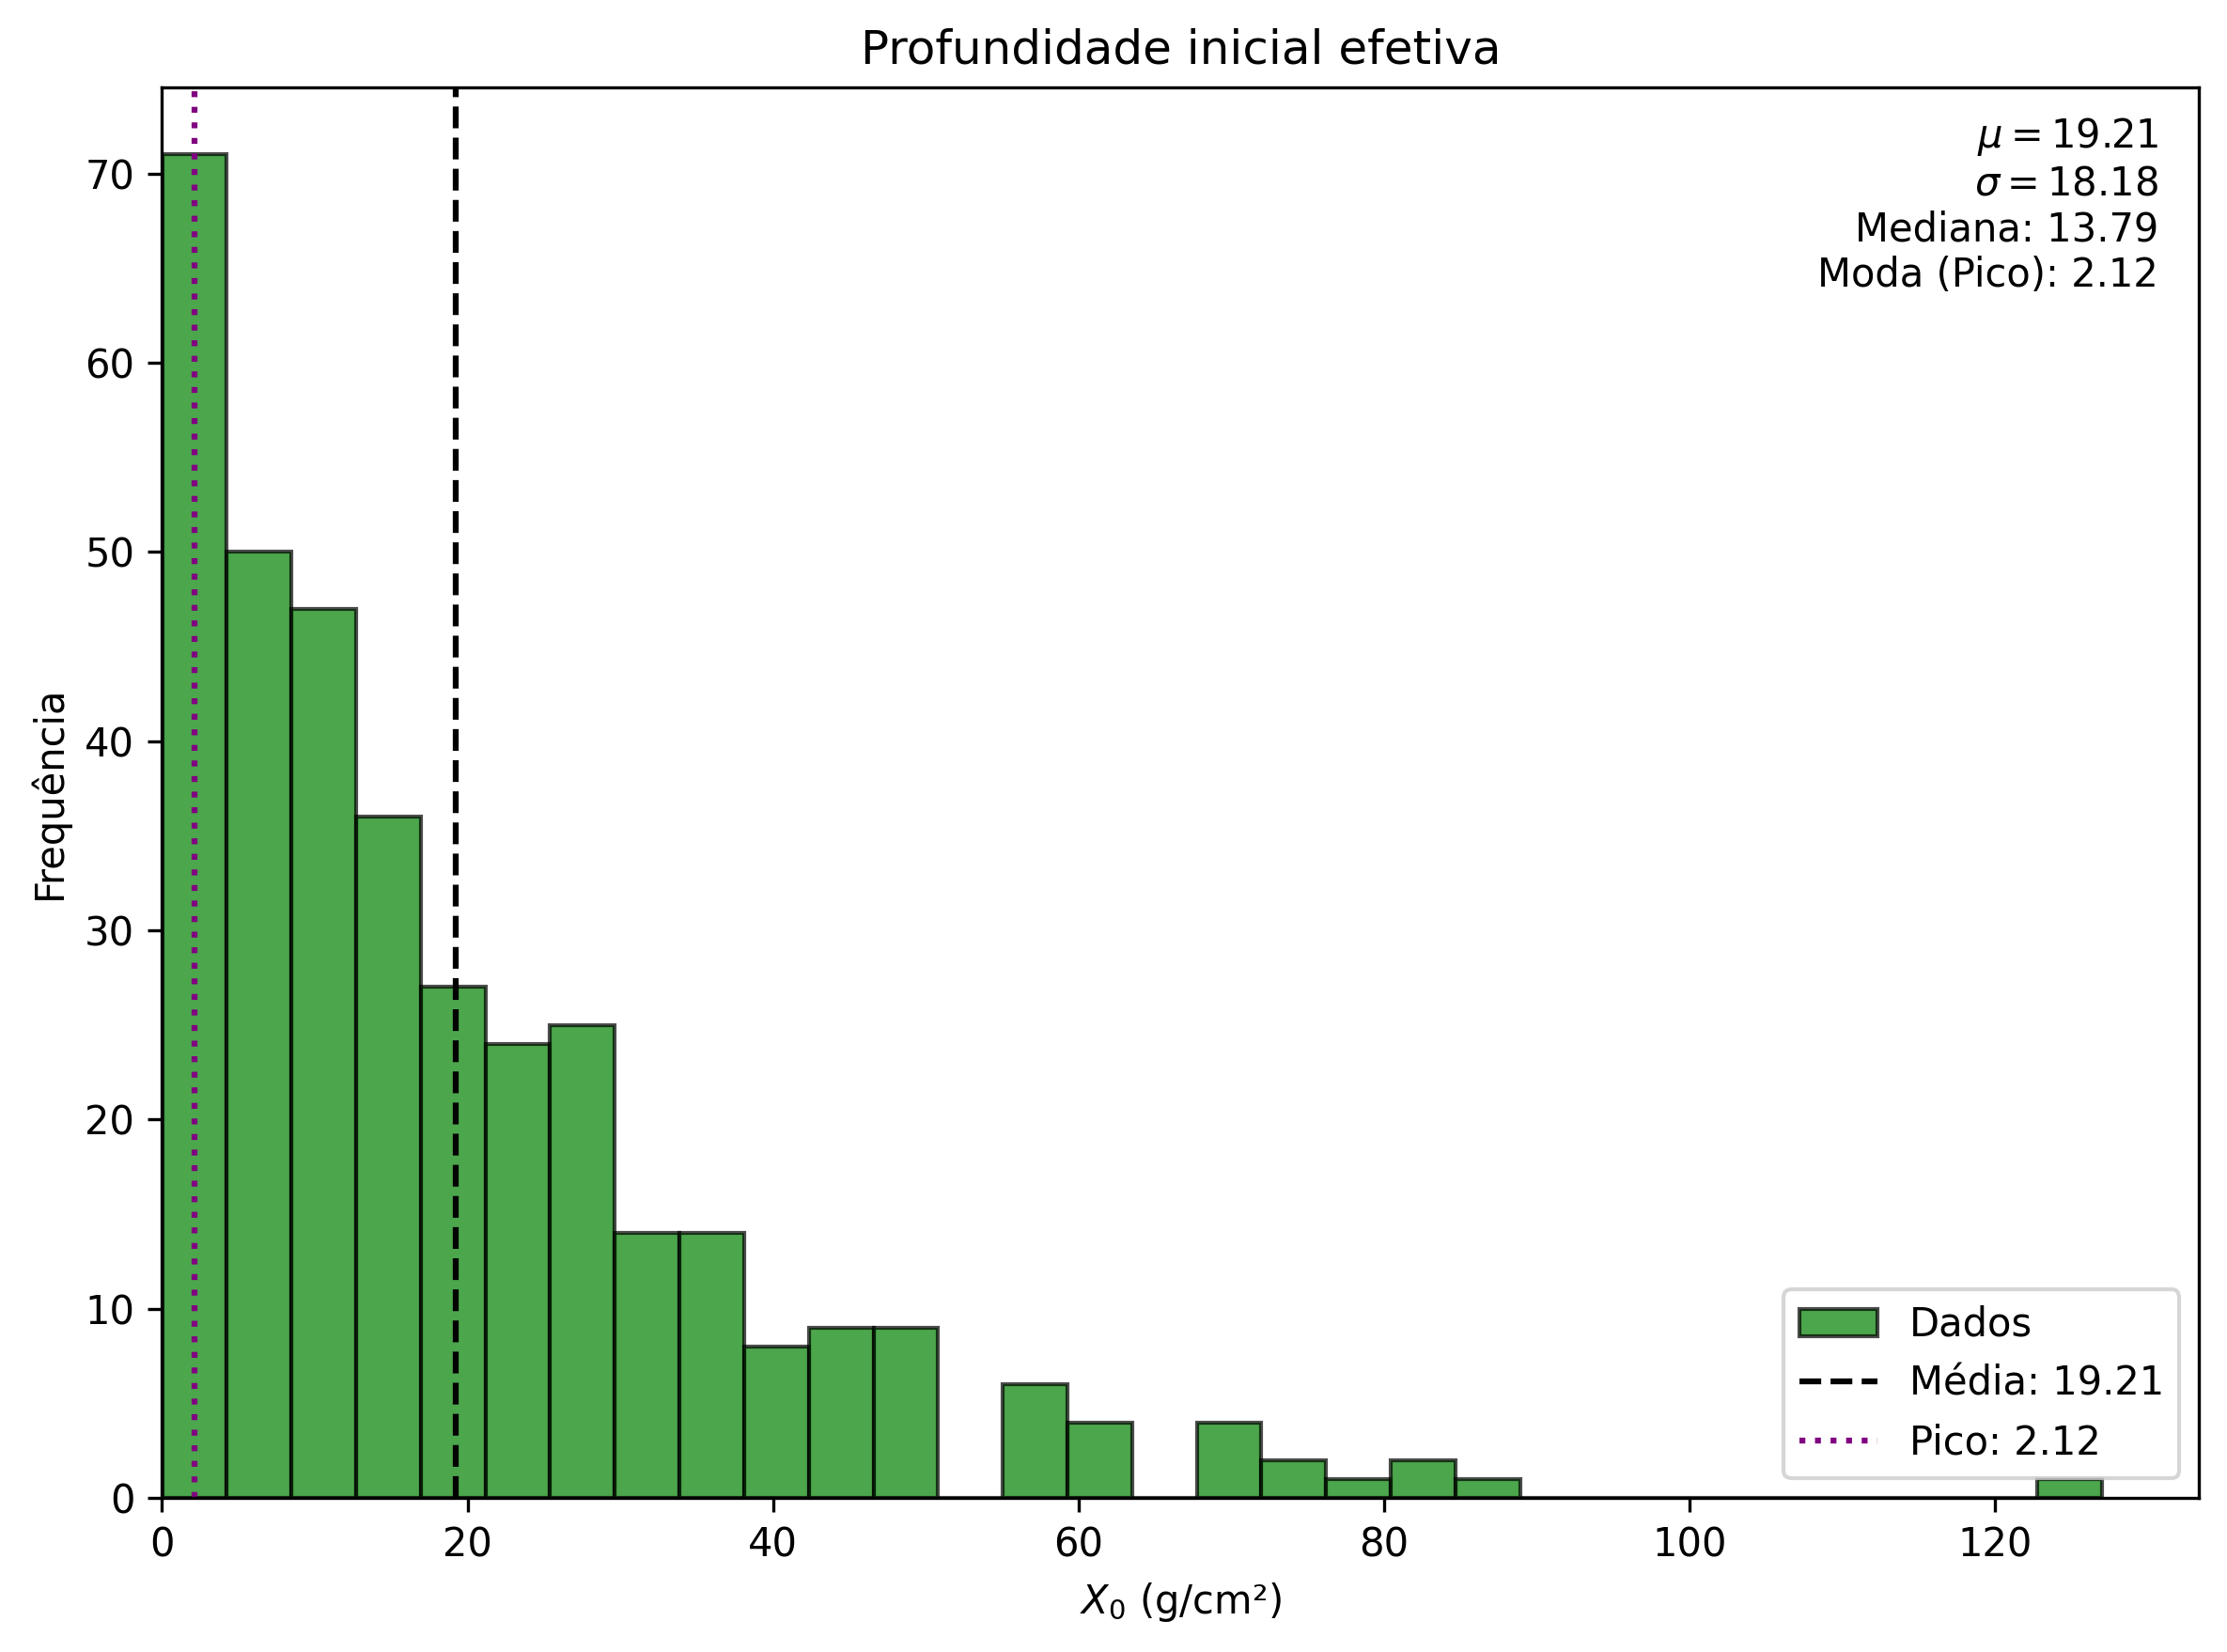 Profundidade inicial efetiva
μ = 19.21
σ = 18.18
Mediana: 13.79
Moda (Pico): 2.12
Frequência
70
60
50
40
30
20
10
0
Dados
Média: 19.21
Pico: 2.12
0 20 40 60 80 100 120
X₀ (g/cm²)